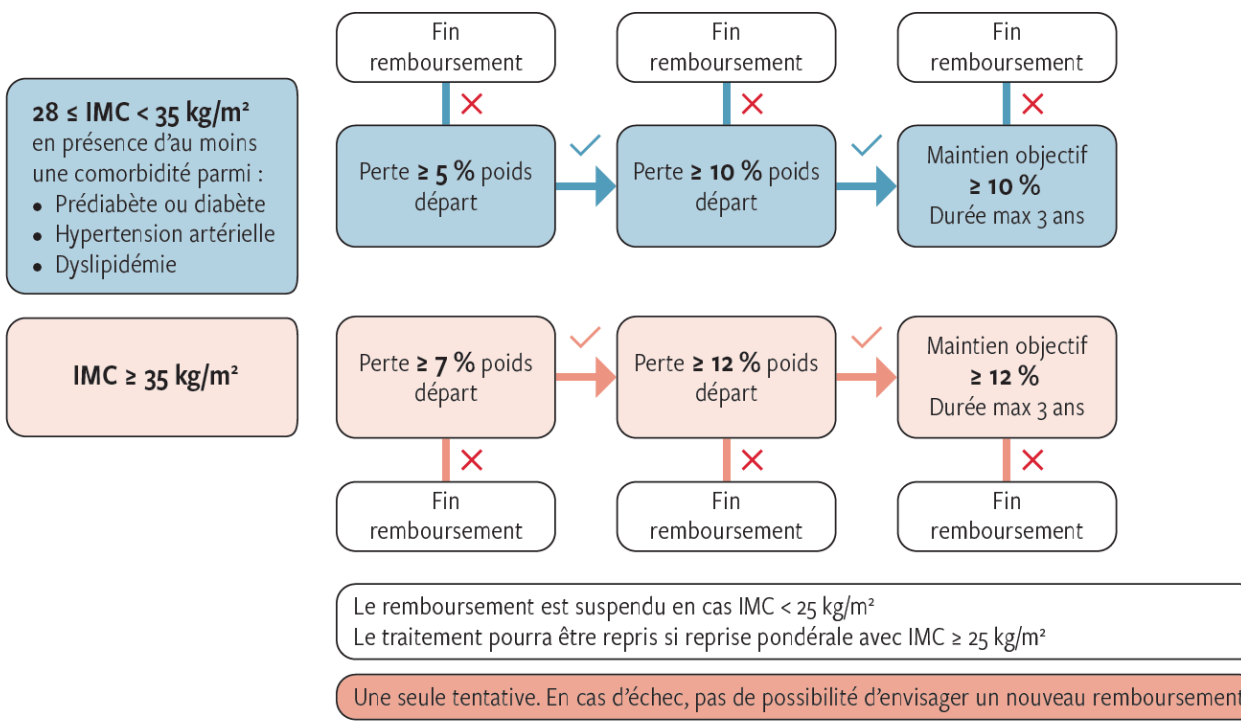 Fin
remboursement
Fin
remboursement
Fin
remboursement
28 ≤ IMC < 35 kg/m²
en présence d'au moins
une comorbidité parmi :
• Prédiabète ou diabète
• Hypertension artérielle
• Dyslipidémie
Perte ≥ 5 % poids
départ
Perte ≥ 10 % poids
départ
Maintien objectif
≥ 10 %
Durée max 3 ans
IMC ≥ 35 kg/m²
Perte ≥ 7 % poids
départ
Perte ≥ 12 % poids
départ
Maintien objectif
≥ 12 %
Durée max 3 ans
Fin
remboursement
Fin
remboursement
Fin
remboursement
Le remboursement est suspendu en cas IMC < 25 kg/m²
Le traitement pourra être repris si reprise pondérale avec IMC ≥ 25 kg/m²
Une seule tentative. En cas d'échec, pas de possibilité d'envisager un nouveau remboursement